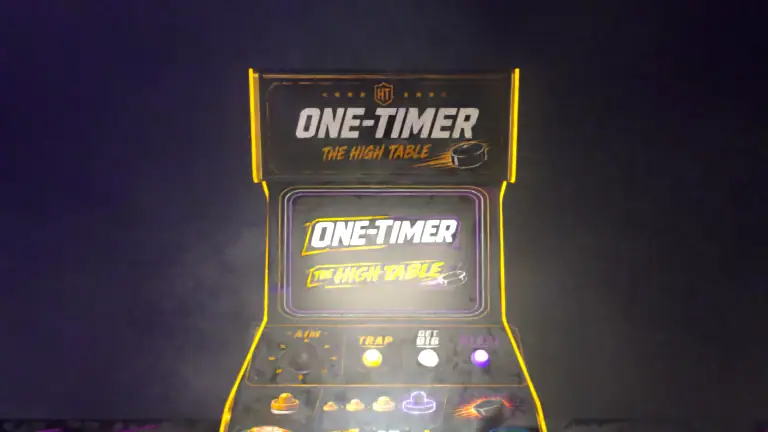 HT
ONE-TIMER
THE HIGH TABLE
ONE-TIMER
THE HIGH TABLE
AIM
TRAP
GET
BIG